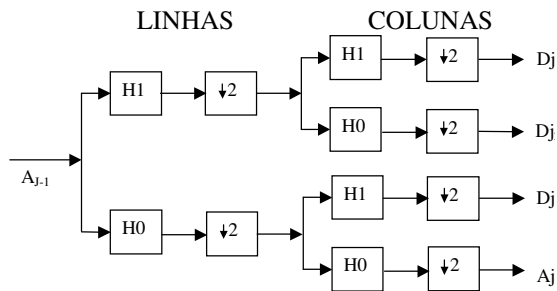 LINHAS COLUNAS
H1 ↓2 Dj
H1 ↓2
H0 ↓2 Dj
A_{J-1}
H1 ↓2 Dj
H0 ↓2
H0 ↓2 Aj